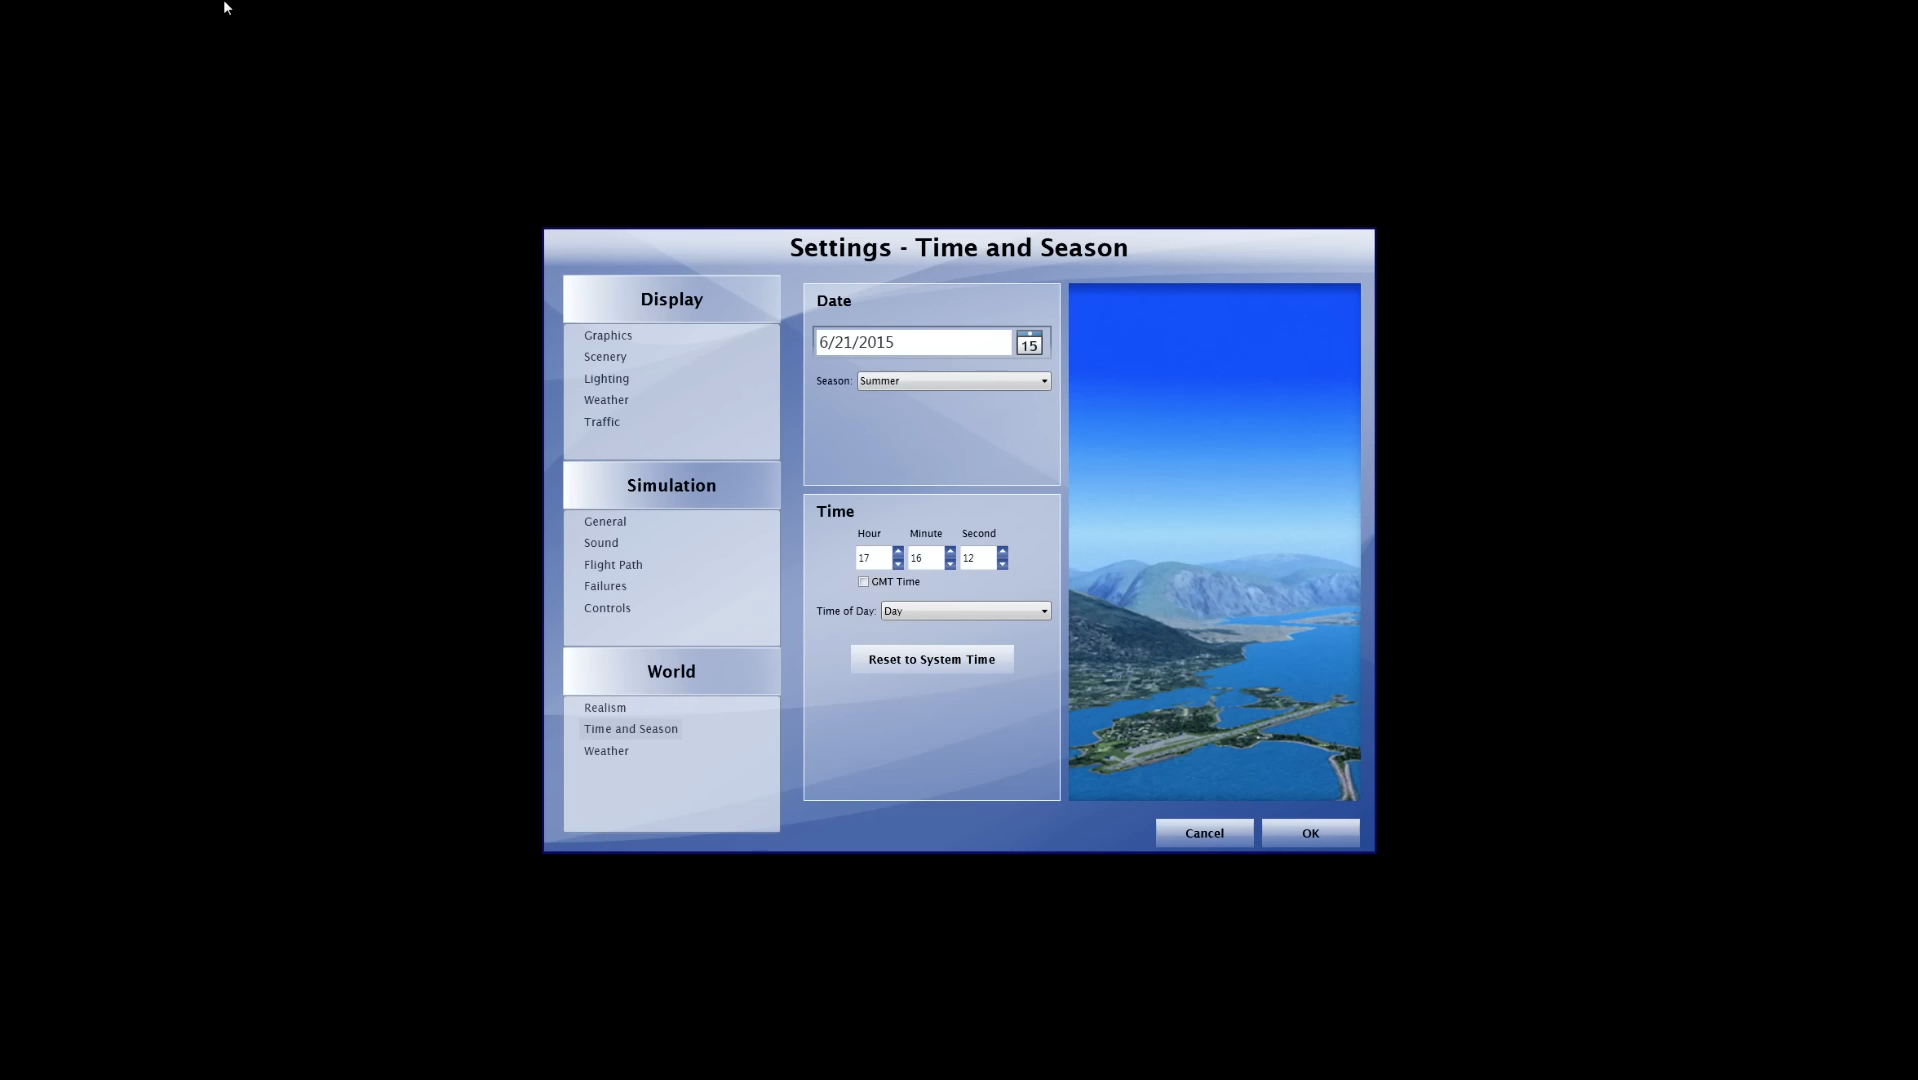 Settings - Time and Season
Display
Graphics
Scenery
Lighting
Weather
Traffic
Simulation
General
Sound
Flight Path
Failures
Controls
World
Realism
Time and Season
Weather
Date
6/21/2015
15
Season: Summer
Time
Hour Minute Second
17 16 12
GMT Time
Time of Day: Day
Reset to System Time
Cancel OK